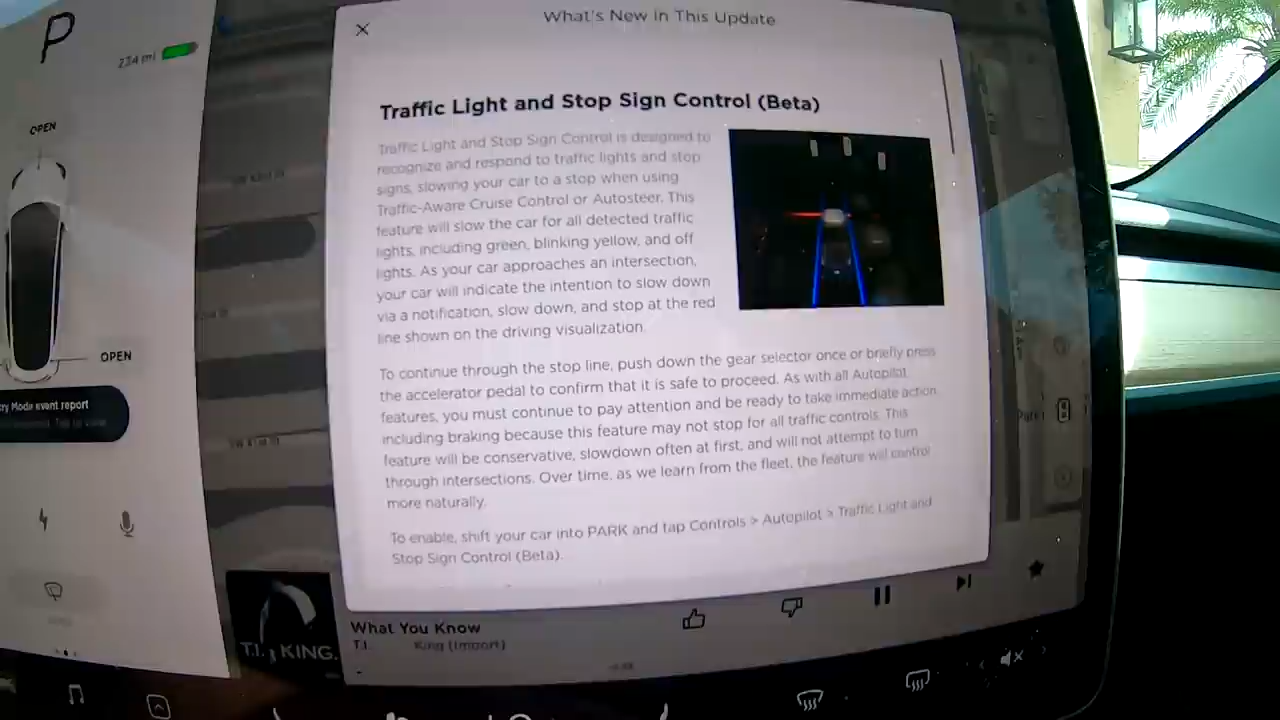 What's New in This Update
P
224 mi
OPEN
Traffic Light and Stop Sign Control (Beta)
Traffic Light and Stop Sign Control is designed to
recognize and respond to traffic lights and stop
signs, slowing your car to a stop when using
Traffic-Aware Cruise Control or Autosteer. This
feature will slow the car for all detected traffic
lights, including green, blinking yellow, and off
lights. As your car approaches an intersection,
your car will indicate the intention to slow down
via a notification, slow down, and stop at the red
line shown on the driving visualization.
OPEN
To continue through the stop line, push down the gear selector once or briefly press
the accelerator pedal to confirm that it is safe to proceed. As with all Autopilot
features, you must continue to pay attention and be ready to take immediate action
including braking because this feature may not stop for all traffic controls. This
feature will be conservative, slowdown often at first, and will not attempt to turn
through intersections. Over time, as we learn from the fleet, the feature will control
more naturally.
Mode event report
To enable, shift your car into PARK and tap Controls > Autopilot > Traffic Light and
Stop Sign Control (Beta).
T.I. KING.
What You Know
T.I. King (Import)